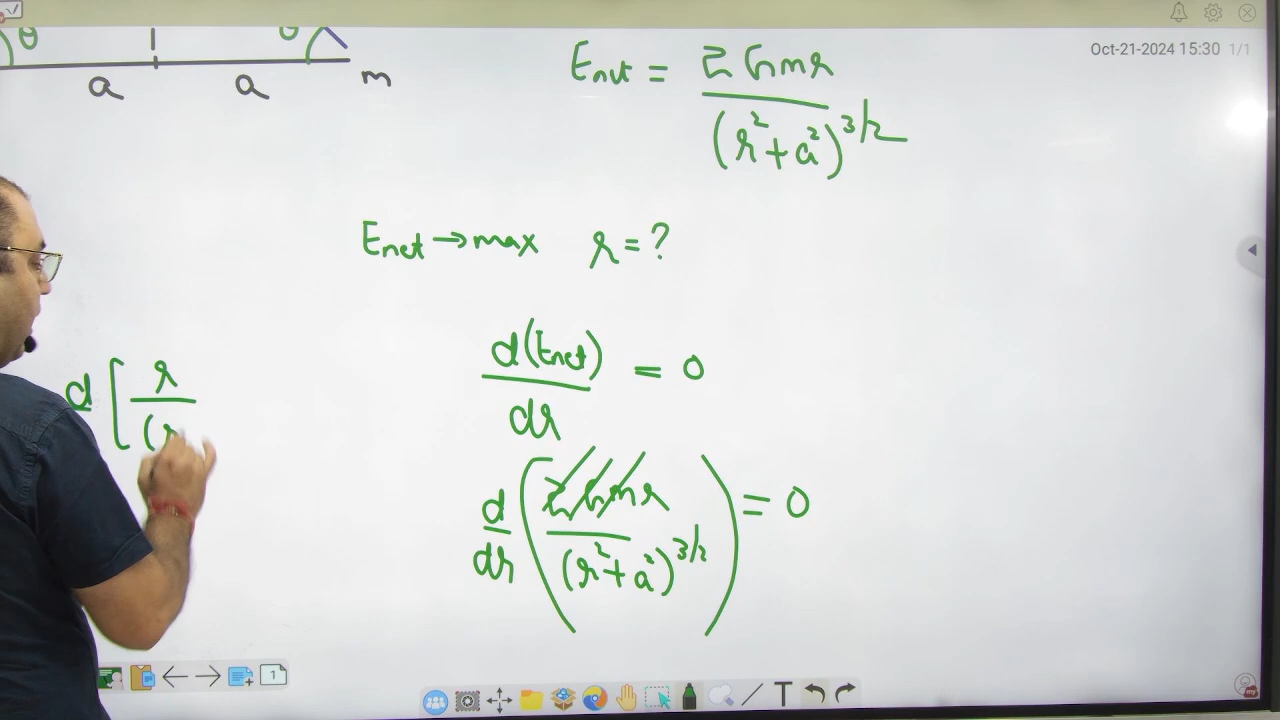 Oct-21-2024 15:30 1/1
θ θ
a a m
Enet = 2Gmr / (r²+a²)^3/2
Enet → max r = ?
d(Enet) / dr = 0
d [ r / (r
d/dr ( 2Gmr / (r²+a²)^3/2 ) = 0
1
T